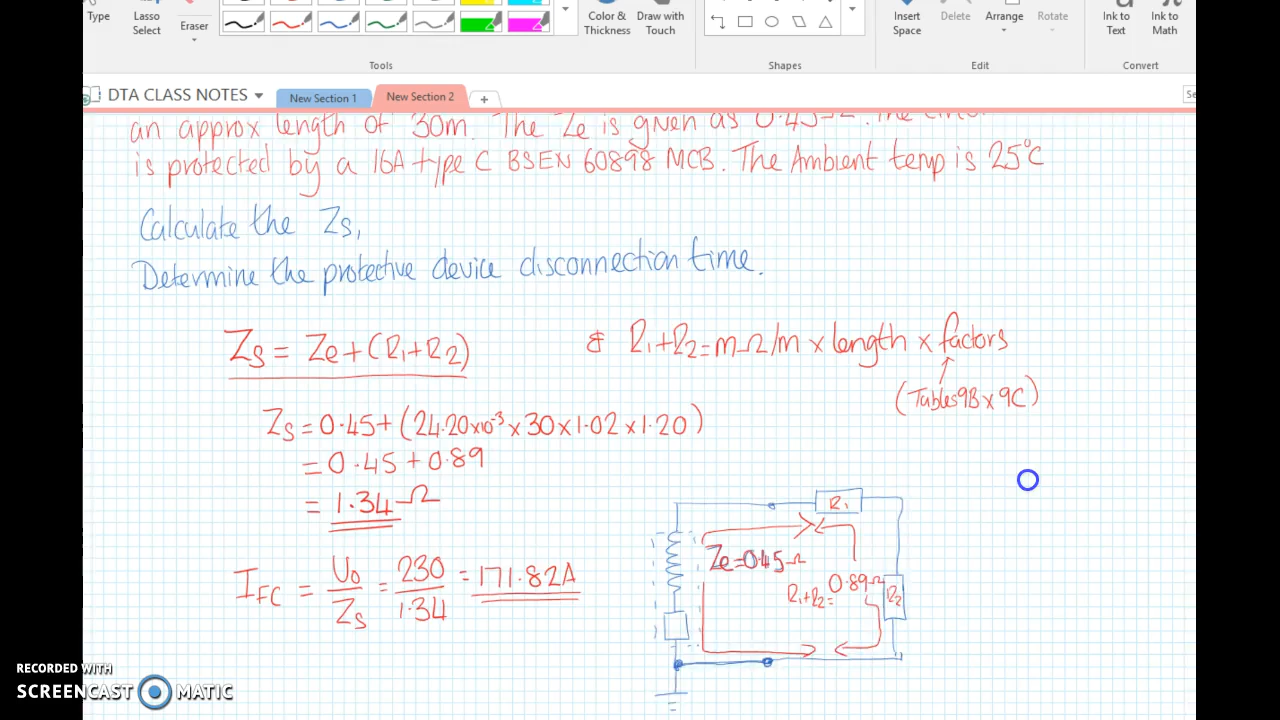 Type
Lasso
Select
Eraser
Color &
Thickness
Draw with
Touch
Insert
Space
Delete
Arrange
Rotate
Ink to
Text
Ink to
Math
Tools
Shapes
Edit
Convert
DTA CLASS NOTES
New Section 1
New Section 2
+
Se
an approx length of 30m. The Ze is given as 0.45Ω. The
is protected by a 16A type C BSEN 60898 MCB. The Ambient temp is 25°C
Calculate the Zs,
Determine the protective device disconnection time.
Zs = Ze + (R1+R2)
& R1+R2 = mΩ/m × length × factors
(Tables 9B × 9C)
Zs = 0.45 + (24.20×10⁻³ × 30 × 1.02 × 1.20)
= 0.45 + 0.89
= 1.34 Ω
IFC = Uo/Zs = 230/1.34 = 171.82A
R1
Ze = 0.45Ω
R1+R2 = 0.89Ω
R2
RECORDED WITH
SCREENCAST MATIC